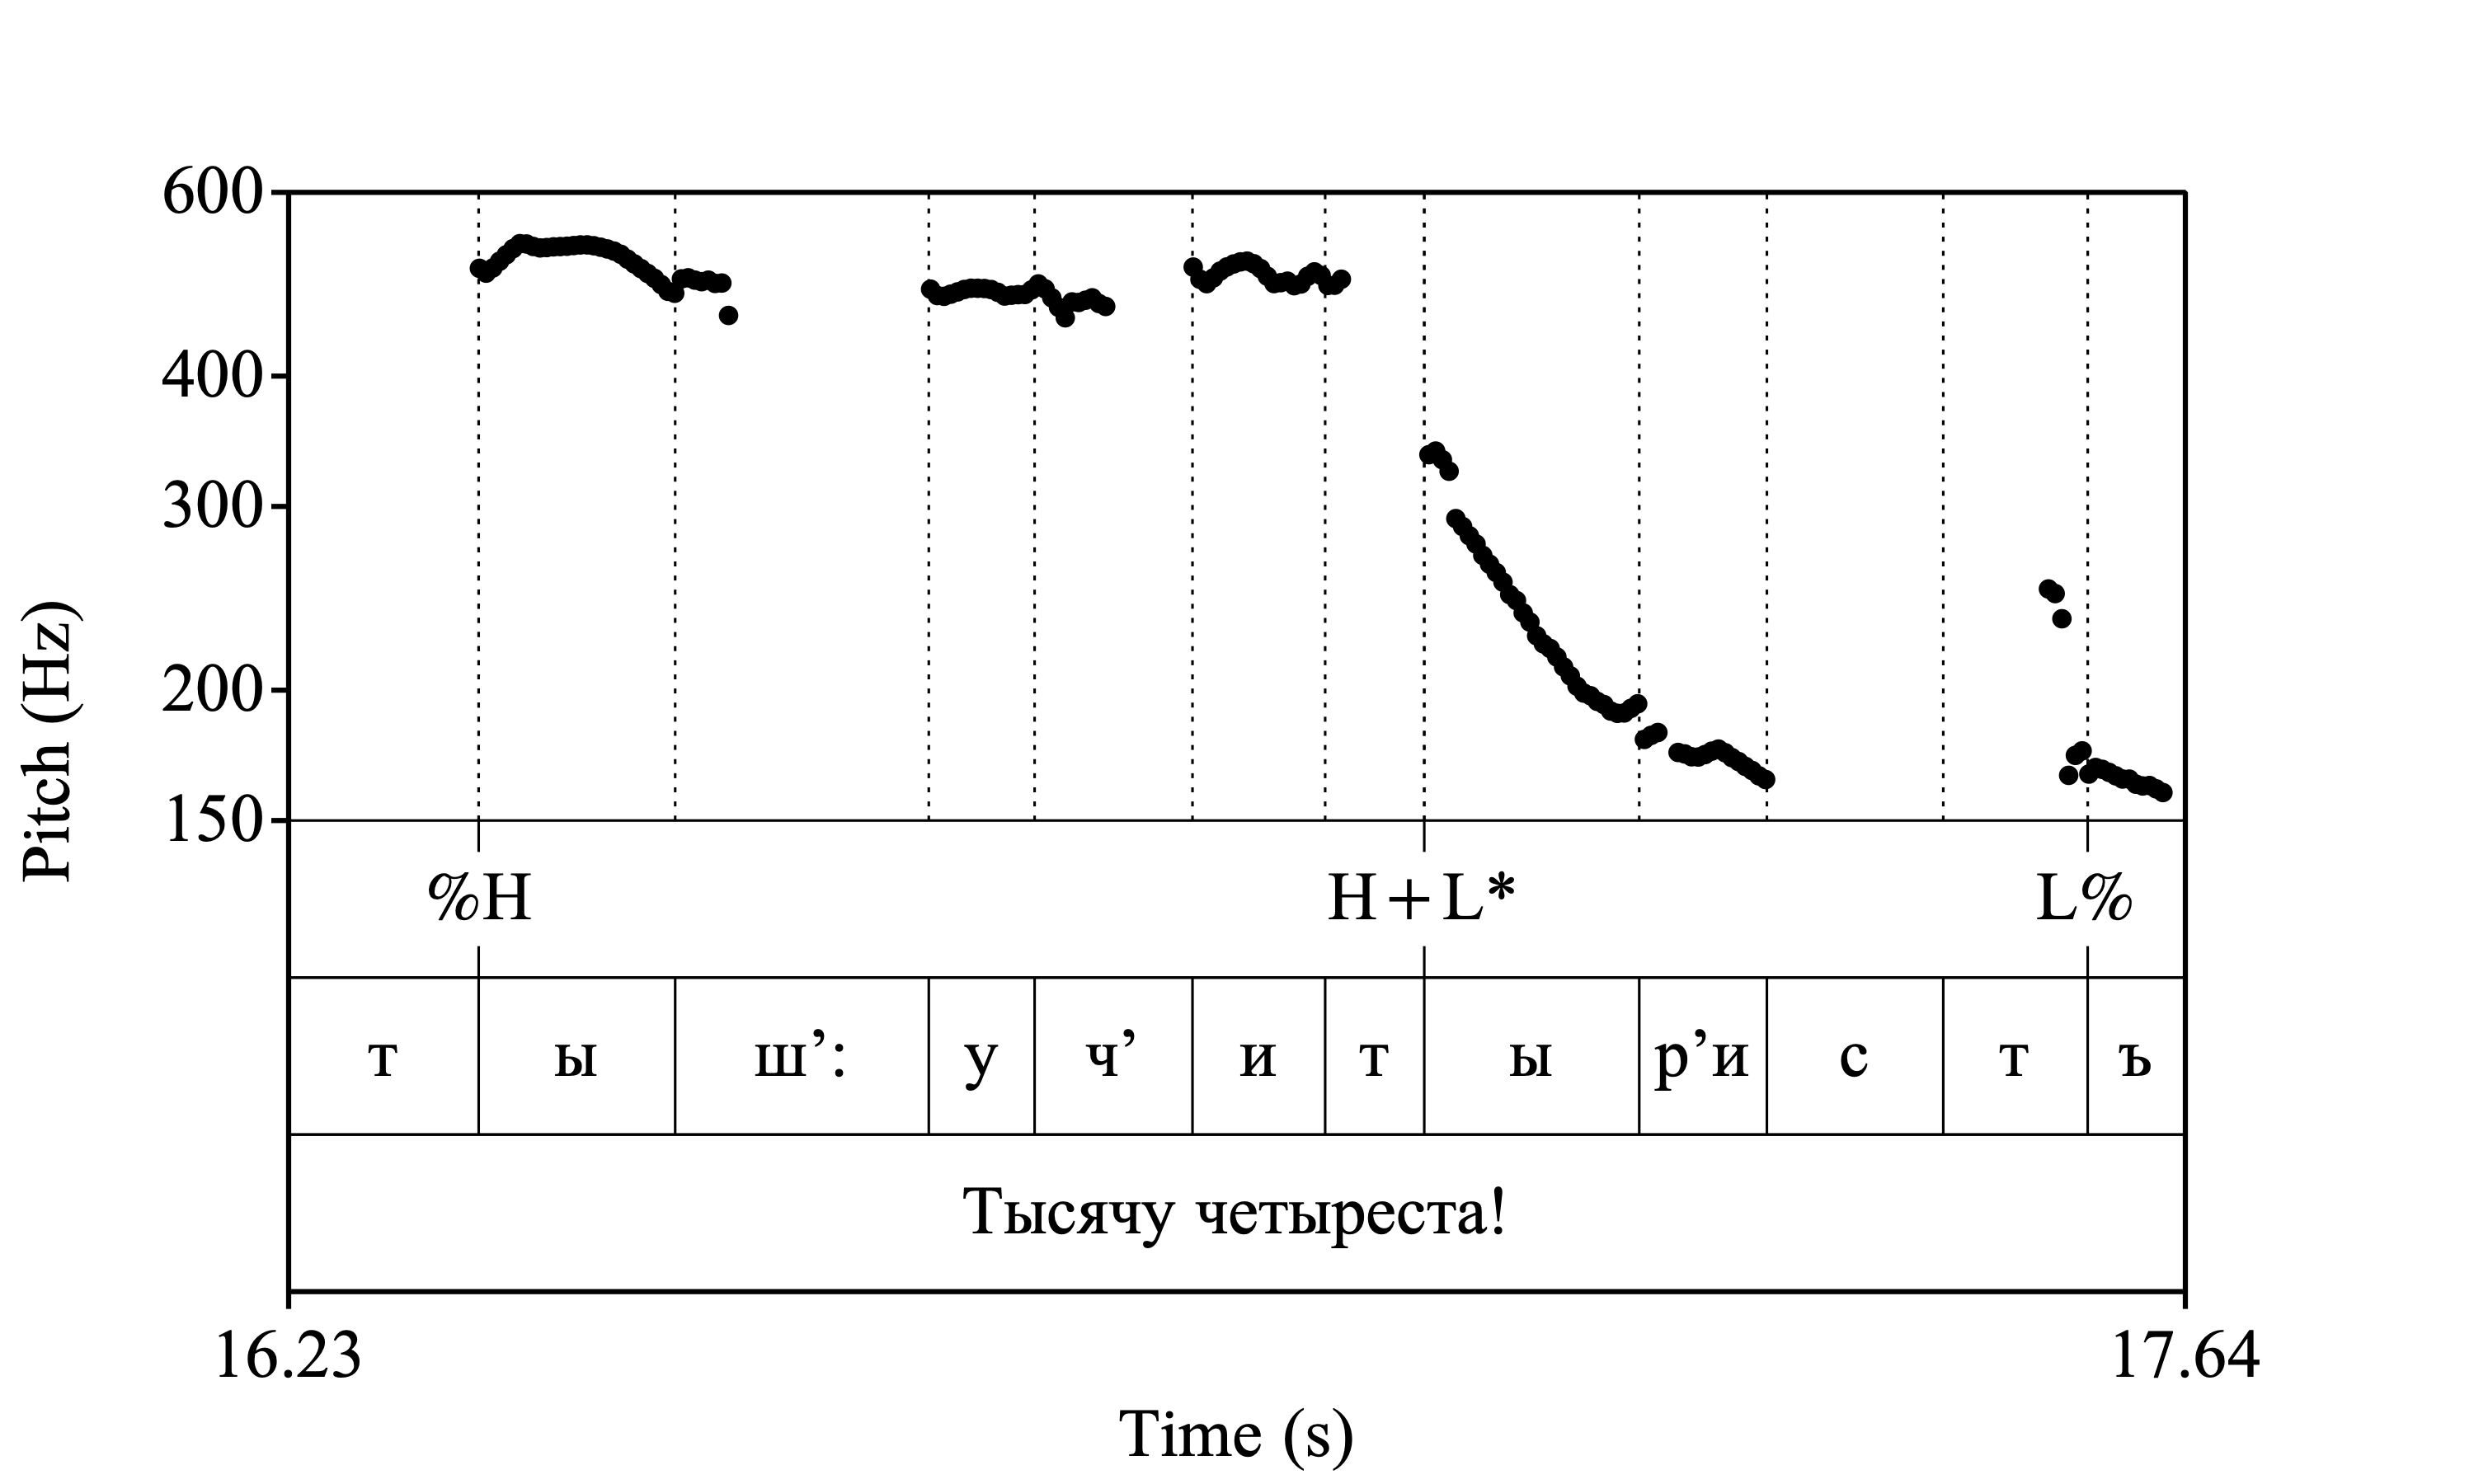 600
400
300
200
150
Pitch (Hz)
%H H+L* L%
т ы ш’: у ч’ и т ы р’и с т ъ
Тысячу четыреста!
16.23 17.64
Time (s)